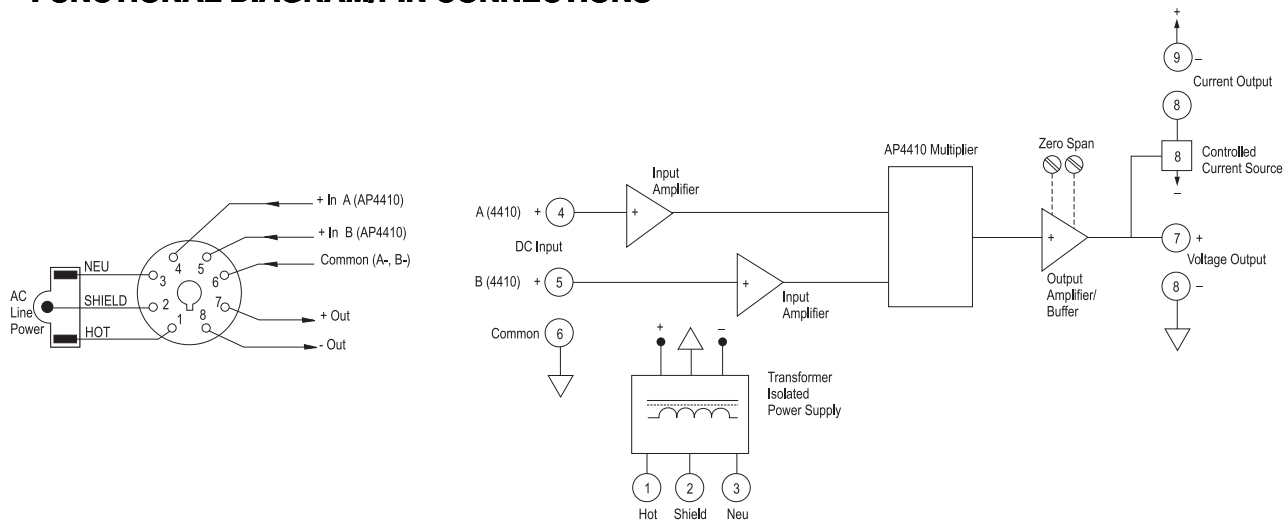 FUNCTIONAL DIAGRAM/PIN CONNECTIONS
+ In A (AP4410)
+ In B (AP4410)
Common (A-, B-)
+ Out
- Out
NEU
SHIELD
HOT
AC
Line
Power
1
2
3
4
5
6
7
8
A (4410) + 4
DC Input
B (4410) + 5
Common 6
Input
Amplifier
+
Input
Amplifier
+
AP4410 Multiplier
Zero Span
+
Output
Amplifier/
Buffer
+
9 –
Current Output
8
8
Controlled
Current Source
–
7 +
Voltage Output
8 –
+ –
Transformer
Isolated
Power Supply
1 2 3
Hot Shield Neu